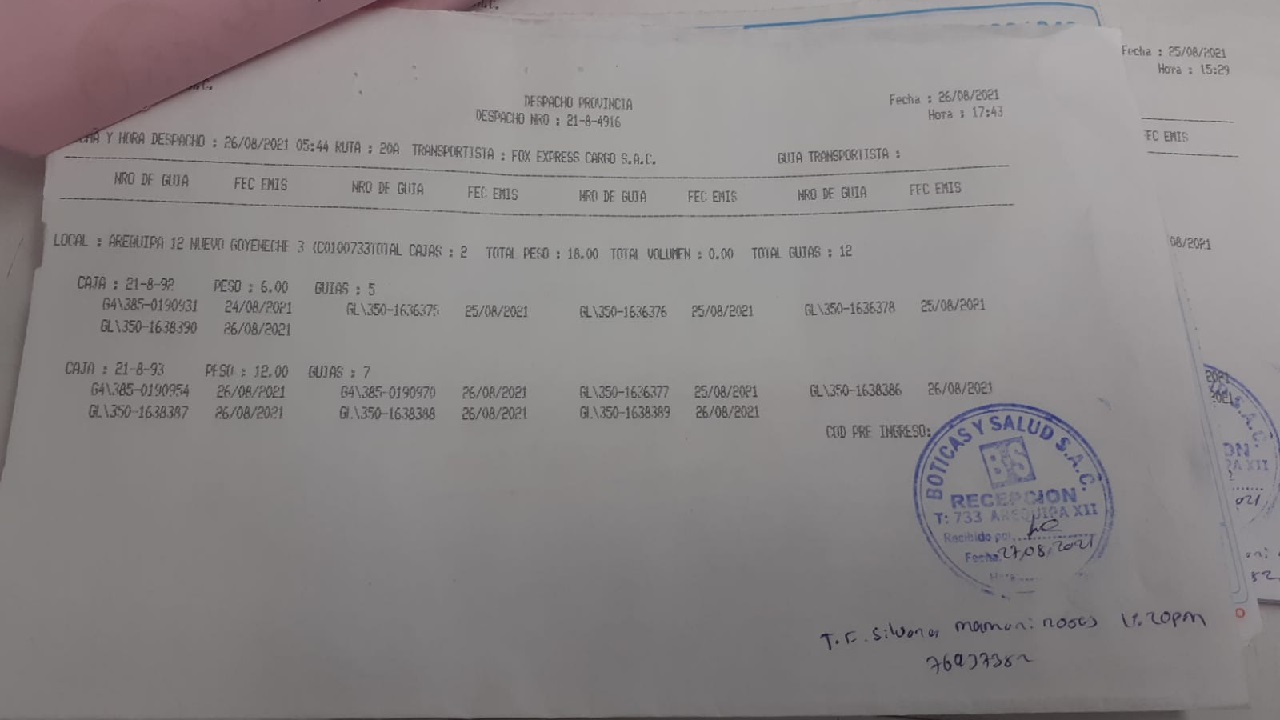 DESPACHO PROVINCIA
Fecha : 26/08/2021
DESPACHO NRO : 21-8-4916
Hora : 17:43
Y HORA DESPACHO : 26/08/2021 05:44 RUTA : 20A TRANSPORTISTA : FOX EXPRESS CARGO S.A.C. GUIA TRANSPORTISTA :
NRO DE GUIA FEC EMIS NRO DE GUIA FEC EMIS NRO DE GUIA FEC EMIS NRO DE GUIA FEC EMIS
LOCAL : AREQUIPA 12 NUEVO GOYENECHE 3 (CO100733)TOTAL CAJAS : 2 TOTAL PESO : 18.00 TOTAL VOLUMEN : 0.00 TOTAL GUIAS : 12
CAJA : 21-8-92 PESO : 6.00 GUIAS : 5
G4\385-0190931 24/08/2021 GL\350-1636375 25/08/2021 GL\350-1636376 25/08/2021 GL\350-1636378 25/08/2021
GL\350-1638390 26/08/2021
CAJA : 21-8-93 PESO : 12.00 GUIAS : 7
G4\385-0190954 26/08/2021 G4\385-0190970 26/08/2021 GL\350-1636377 25/08/2021 GL\350-1638386 26/08/2021
GL\350-1638387 26/08/2021 GL\350-1638388 26/08/2021 GL\350-1638389 26/08/2021
COD PRE INGRESO:
BOTICAS Y SALUD S.A.C.
BS
RECEPCION
T: 733 AREQUIPA XII
Recibido por
Fecha 27/08/2021
T.F. Silvana mamani
Fecha : 25/08/2021
Hora : 15:29
FEC EMIS
08/2021